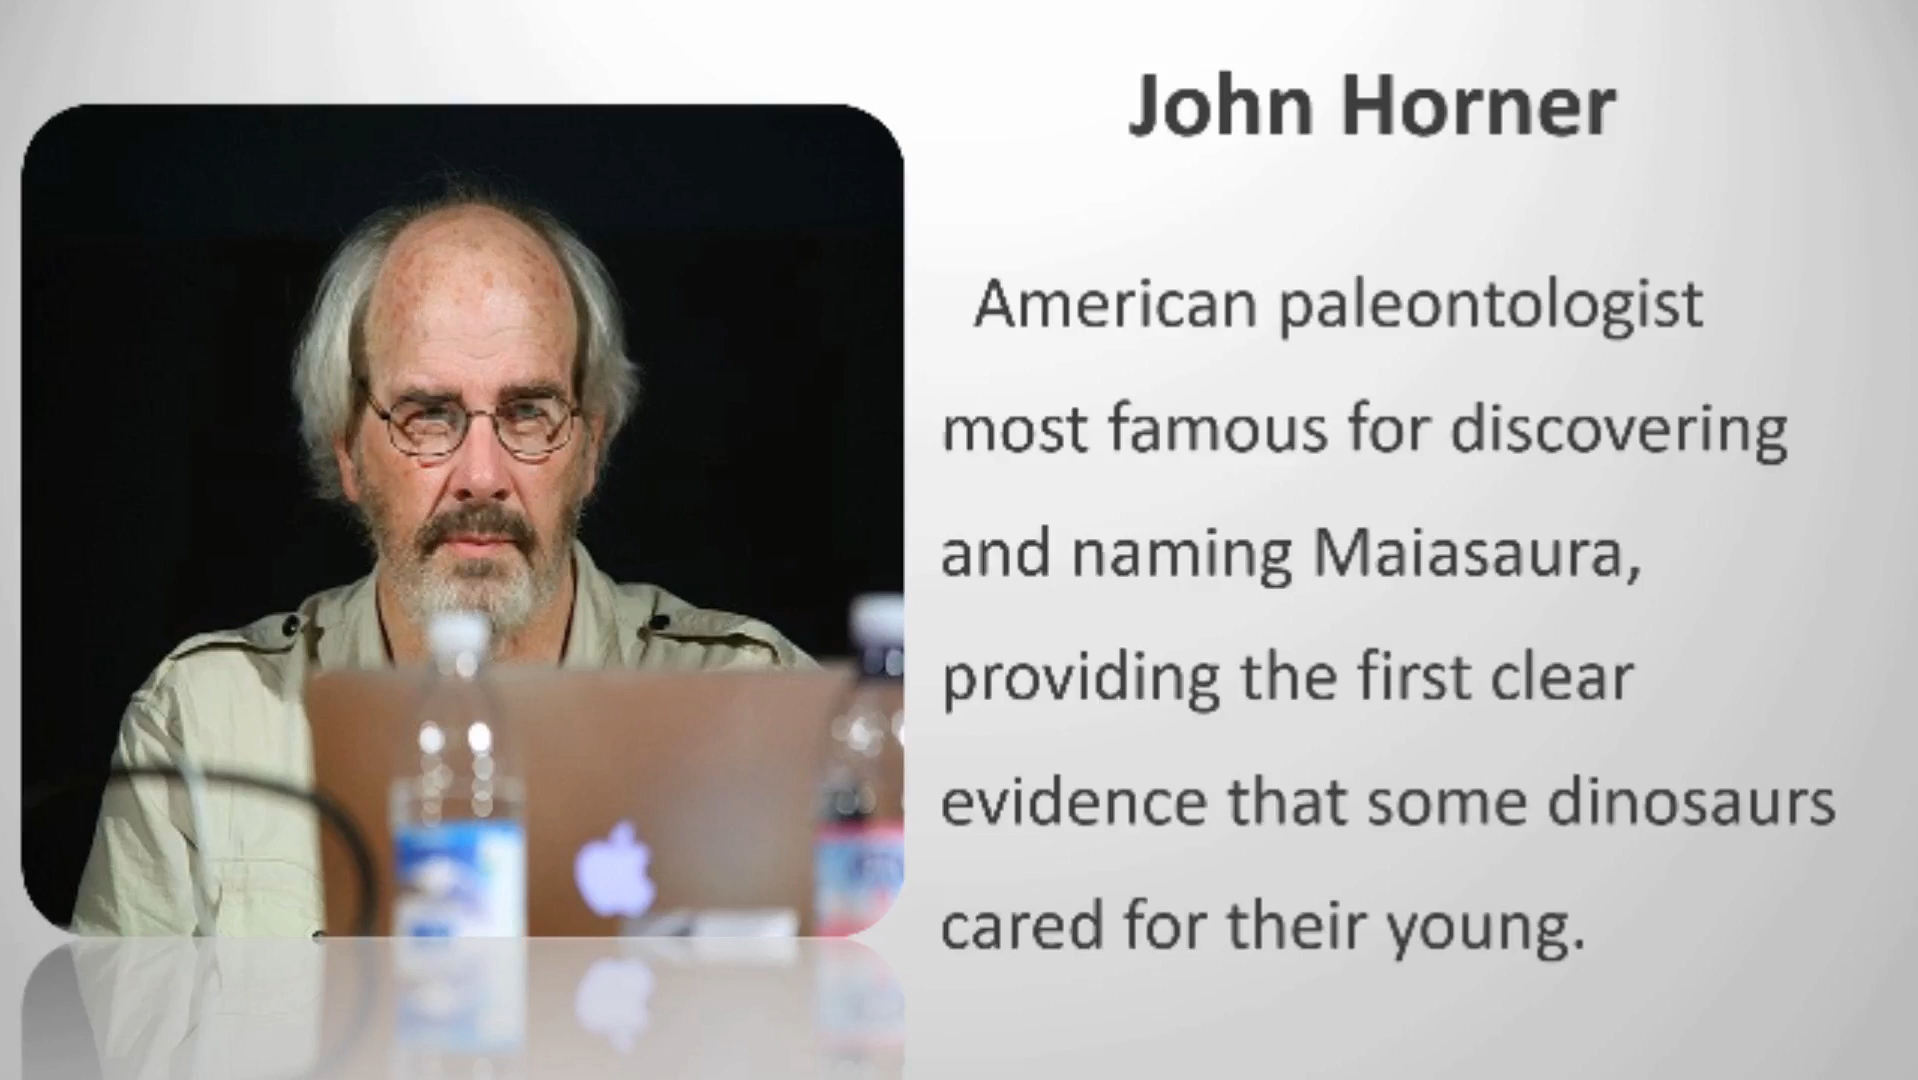 John Horner
American paleontologist
most famous for discovering
and naming Maiasaura,
providing the first clear
evidence that some dinosaurs
cared for their young.